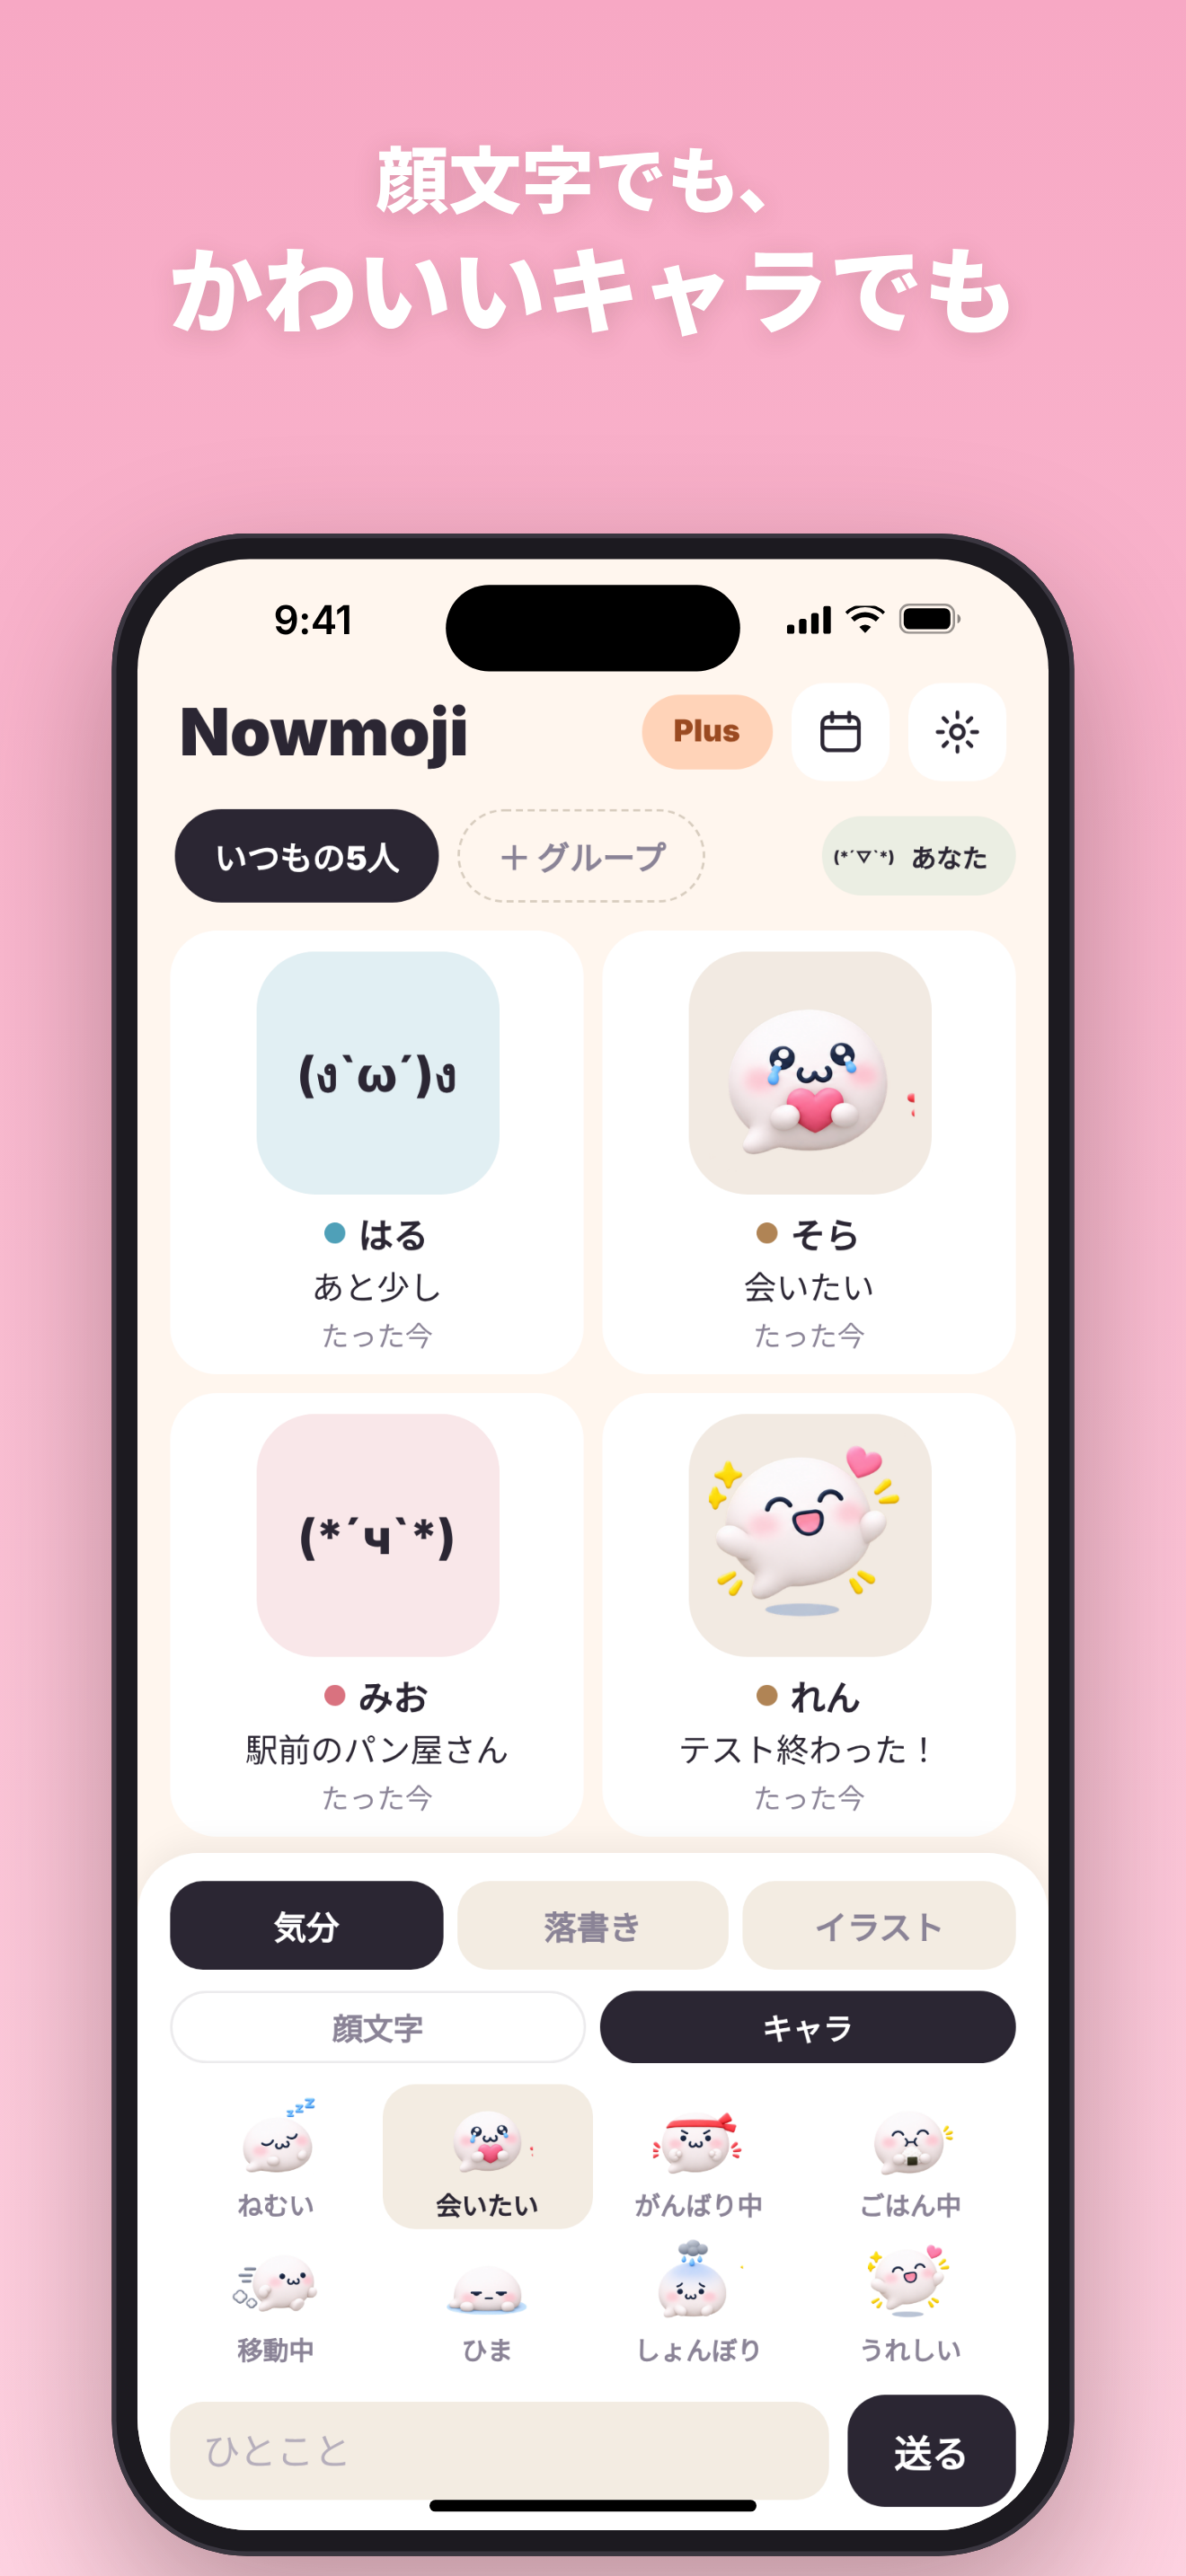 顔文字でも、
かわいいキャラでも
9:41
Nowmoji
Plus
いつもの5人
＋グループ
(*´▽`*) あなた
(ง`ω´)ง
はる
あと少し
たった今
そら
会いたい
たった今
(*´ч`*)
みお
駅前のパン屋さん
たった今
れん
テスト終わった！
たった今
気分
落書き
イラスト
顔文字
キャラ
zzZ
ねむい
会いたい
がんばり中
ごはん中
移動中
ひま
しょんぼり
うれしい
ひとこと
送る